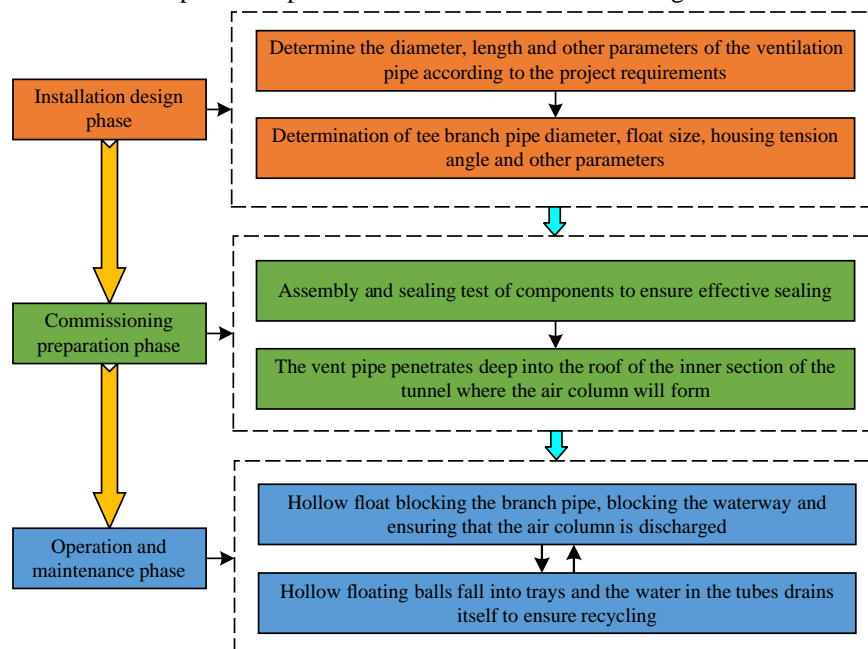 Determine the diameter, length and other parameters of the ventilation
pipe according to the project requirements
Installation design
phase
Determination of tee branch pipe diameter, float size, housing tension
angle and other parameters
Assembly and sealing test of components to ensure effective sealing
Commissioning
preparation phase
The vent pipe penetrates deep into the roof of the inner section of the
tunnel where the air column will form
Hollow float blocking the branch pipe, blocking the waterway and
ensuring that the air column is discharged
Operation and
maintenance phase
Hollow floating balls fall into trays and the water in the tubes drains
itself to ensure recycling